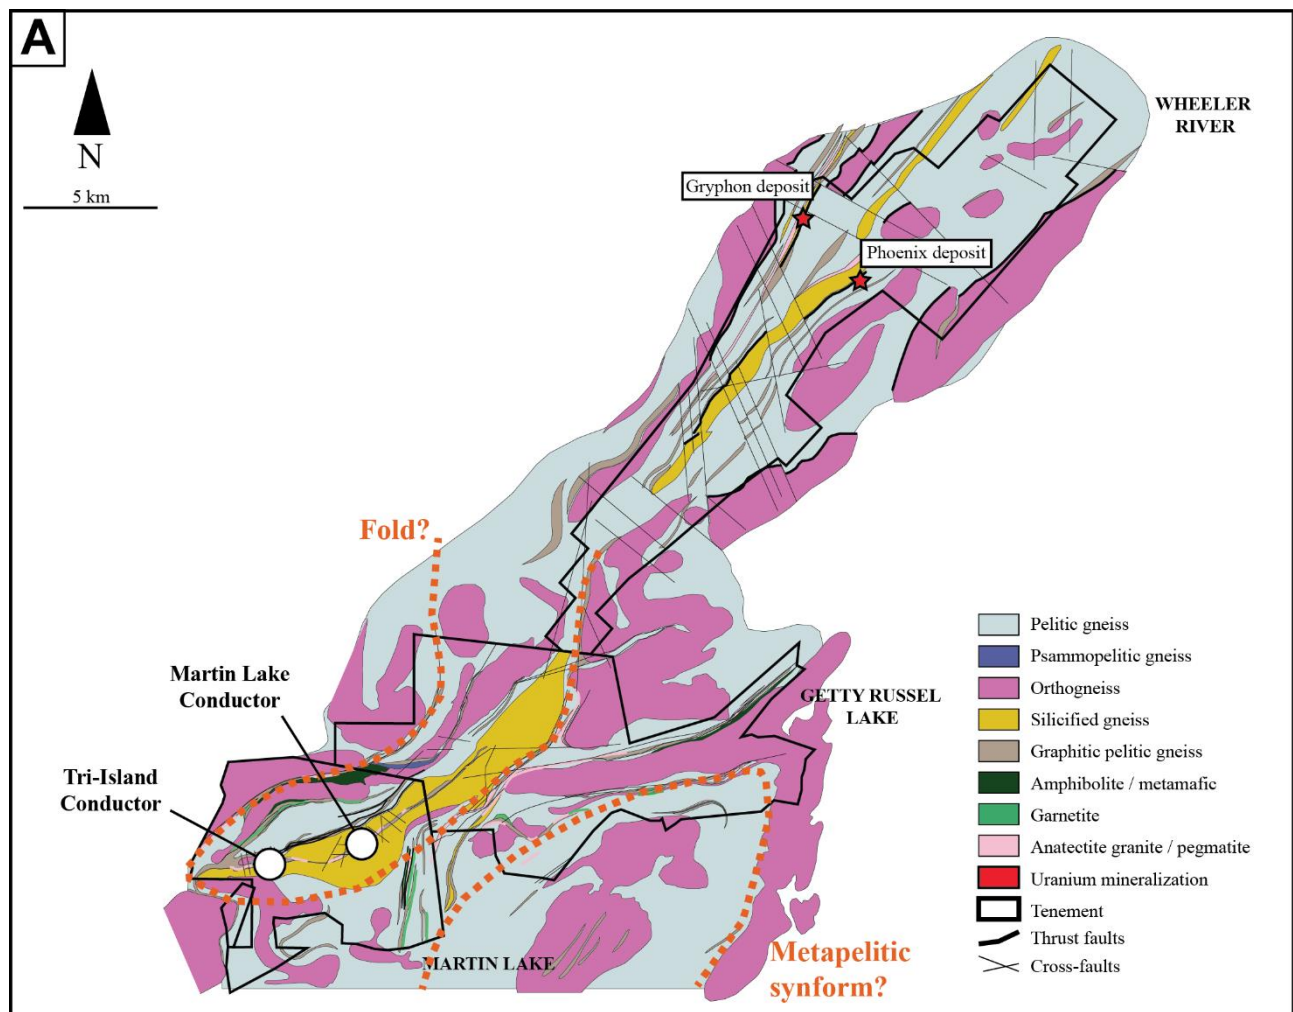 A
N
5 km
WHEELER
RIVER
Gryphon deposit
Phoenix deposit
Fold?
Martin Lake
Conductor
Tri-Island
Conductor
GETTY RUSSEL
LAKE
MARTIN LAKE
Metapelitic
synform?
Pelitic gneiss
Psammopelitic gneiss
Orthogneiss
Silicified gneiss
Graphitic pelitic gneiss
Amphibolite / metamafic
Garnetite
Anatectite granite / pegmatite
Uranium mineralization
Tenement
Thrust faults
Cross-faults